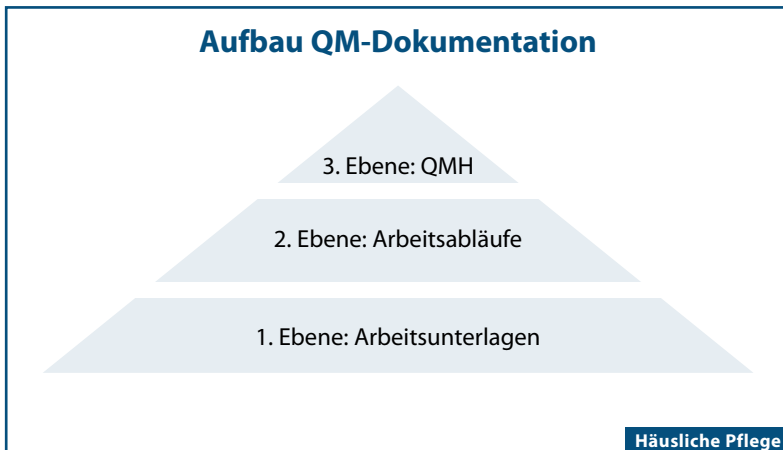 Aufbau QM-Dokumentation
3. Ebene: QMH
2. Ebene: Arbeitsabläufe
1. Ebene: Arbeitsunterlagen
Häusliche Pflege